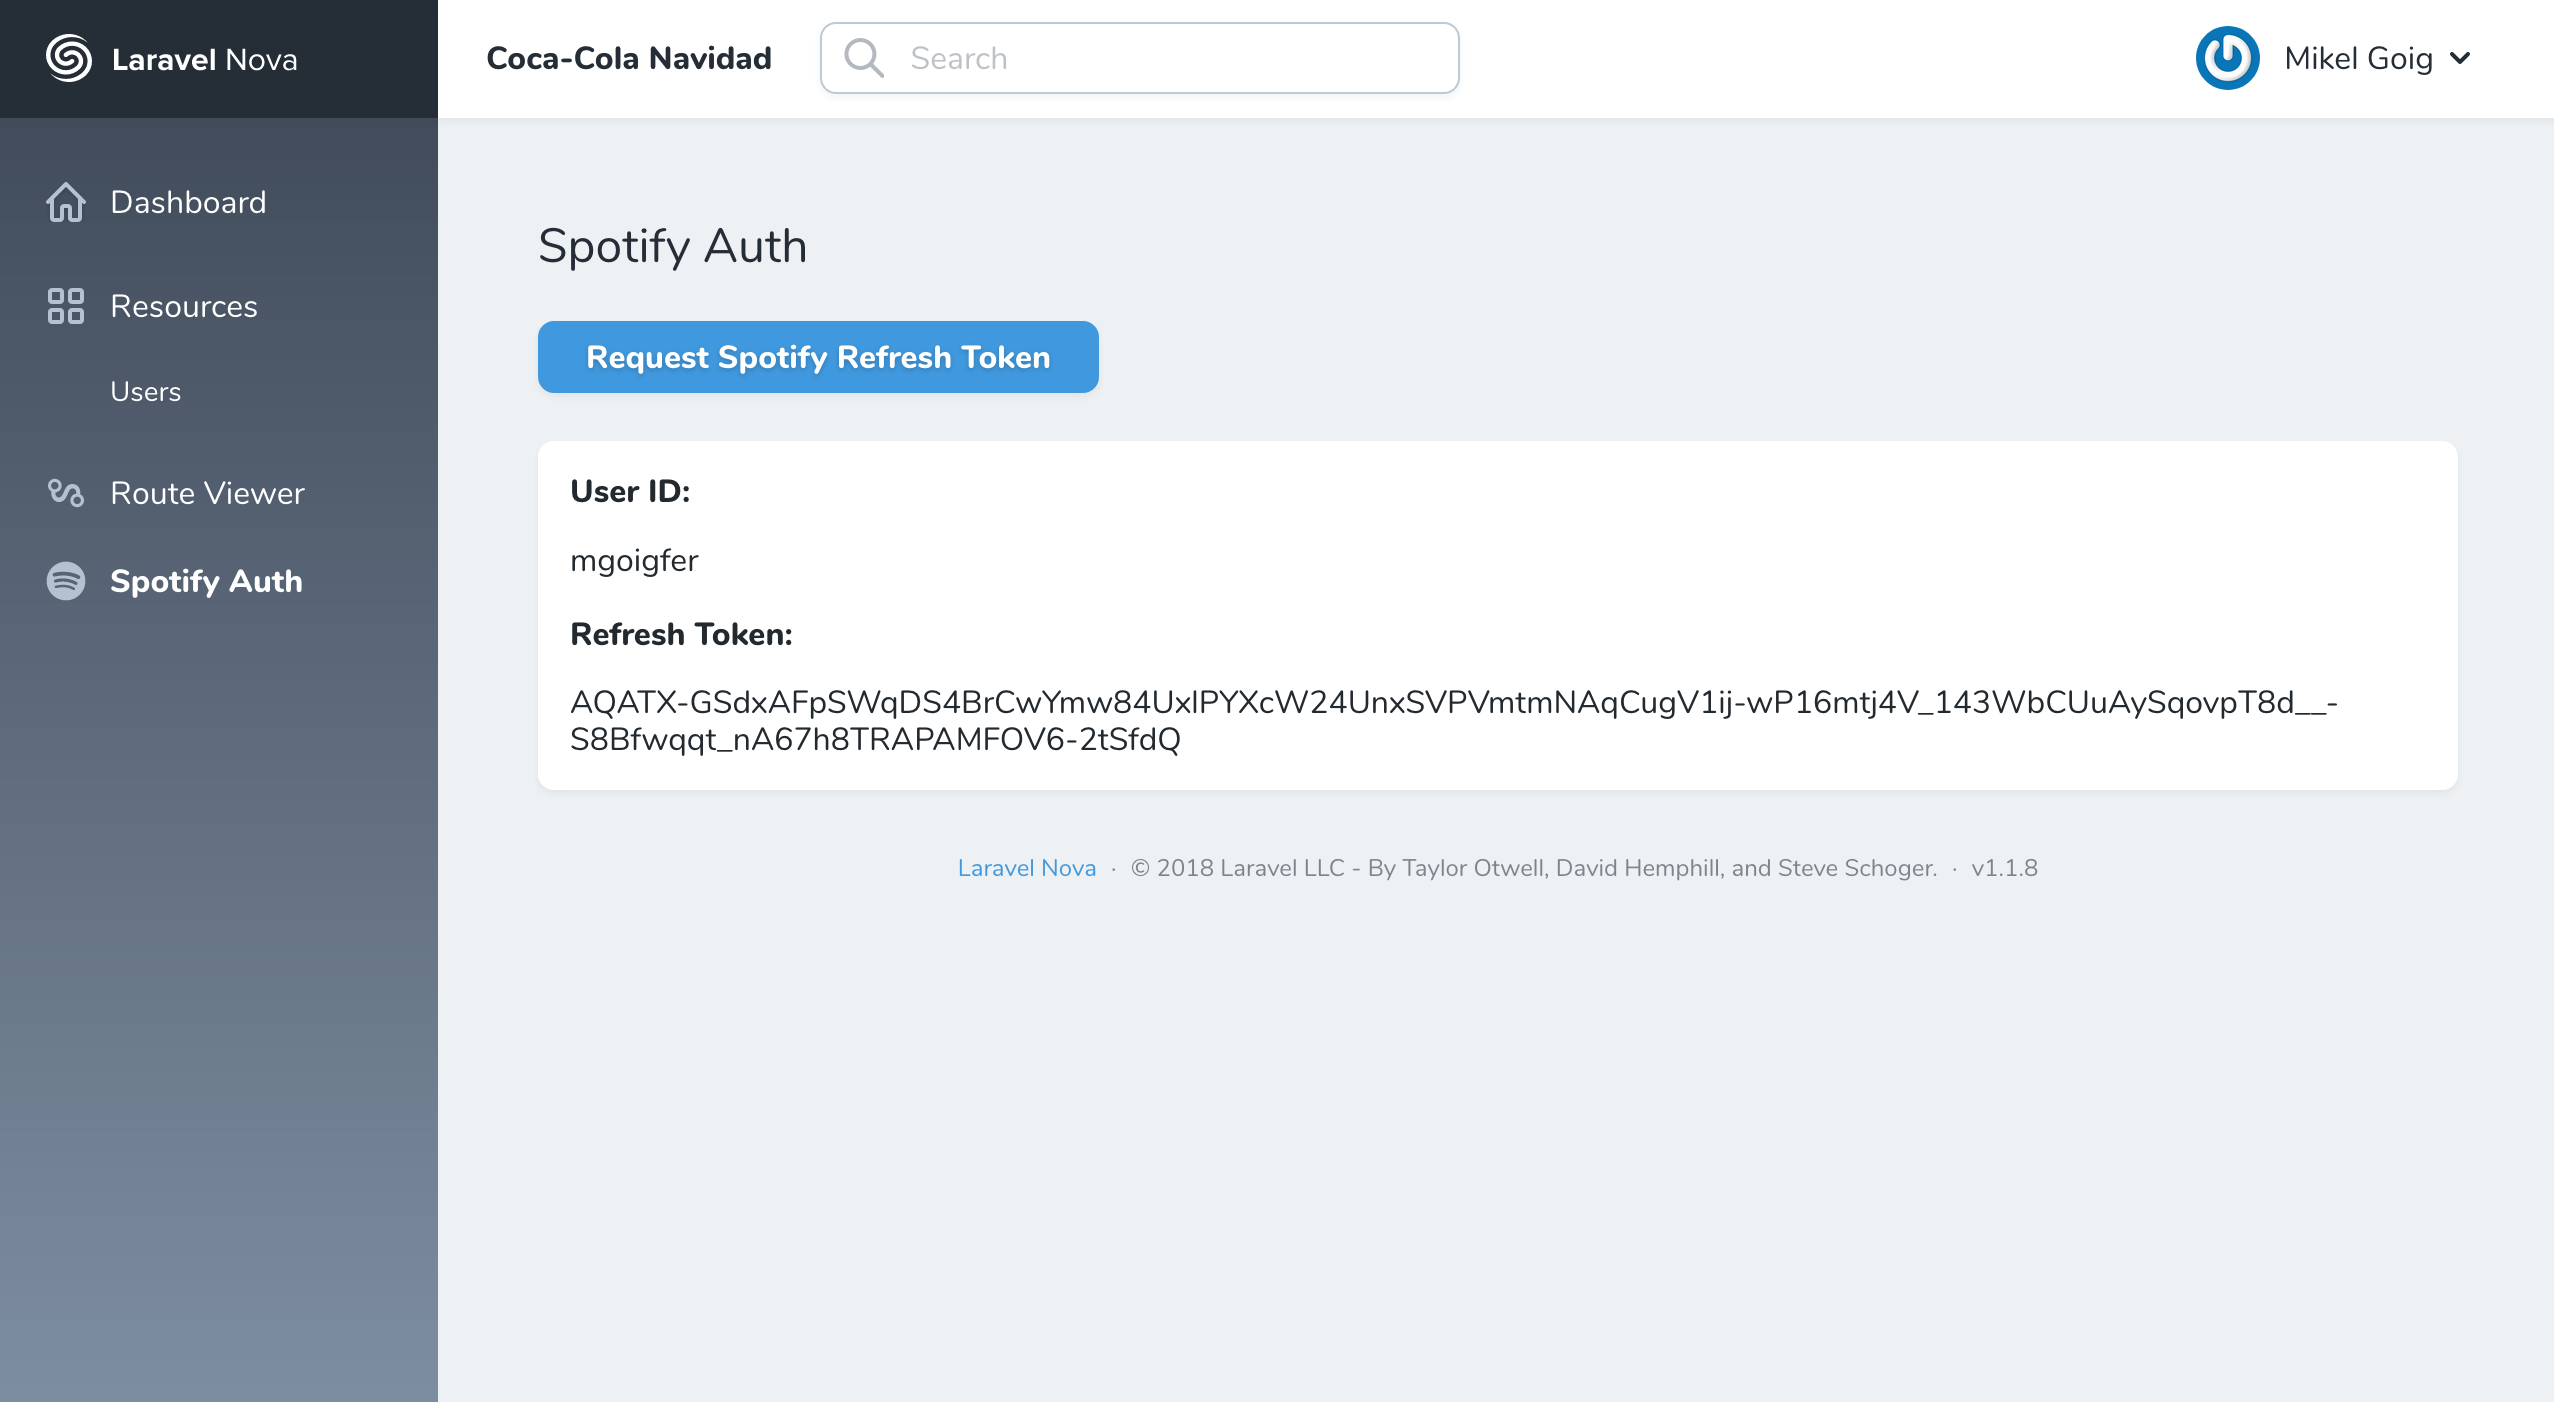 Laravel Nova
Coca-Cola Navidad
Search
Mikel Goig
Dashboard
Resources
Users
Route Viewer
Spotify Auth
Spotify Auth
Request Spotify Refresh Token
User ID:
mgoigfer
Refresh Token:
AQATX-GSdxAFpSWqDS4BrCwYmw84UxIPYXcW24UnxSVPVmtmNAqCugV1ij-wP16mtj4V_143WbCUuAySqovpT8d__-
S8Bfwqqt_nA67h8TRAPAMFOV6-2tSfdQ
Laravel Nova · © 2018 Laravel LLC - By Taylor Otwell, David Hemphill, and Steve Schoger. · v1.1.8